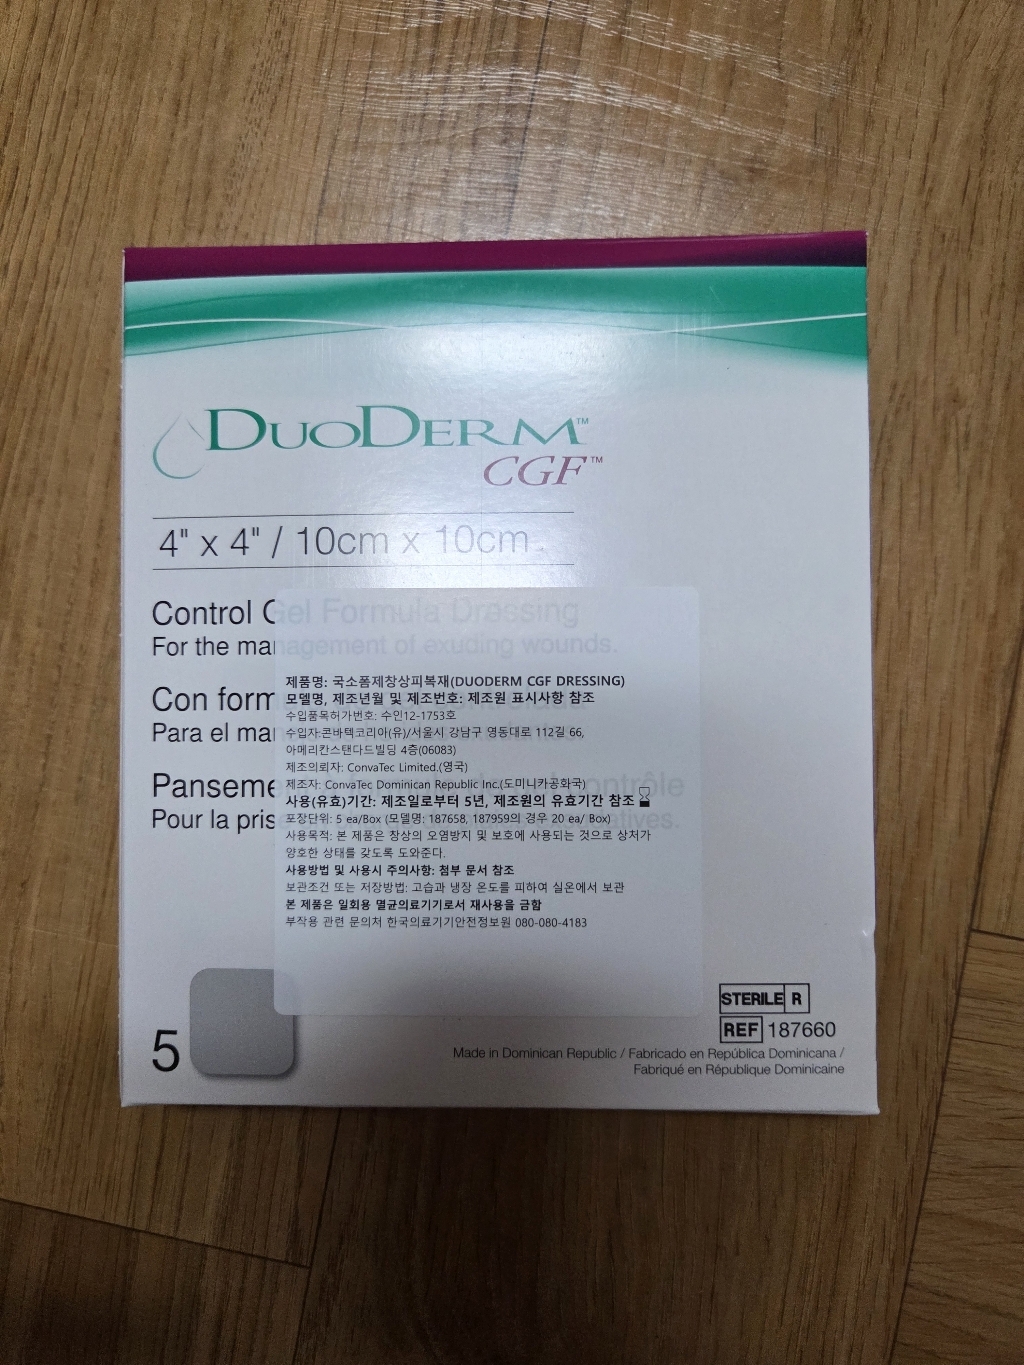 DUODERM™
CGF™
4" x 4" / 10cm x 10cm
Control Gel Formula Dressing
For the management of exuding wounds.
Con form
Para el
제품명: 국소폼제창상피복재(DUODERM CGF DRESSING)
모델명, 제조년월 및 제조번호: 제조원 표시사항 참조
수입품목허가번호: 수인12-1753호
수입자:콘바텍코리아(유)/서울시 강남구 영동대로 112길 66,
아메리칸스탠다드빌딩 4층(06083)
제조의뢰자: ConvaTec Limited.(영국)
제조자: ConvaTec Dominican Republic Inc.(도미니카공화국)
사용(유효)기간: 제조일로부터 5년, 제조원의 유효기간 참조
포장단위: 5 ea/Box (모델명: 187658, 187959의 경우 20 ea/ Box)
사용목적: 본 제품은 창상의 오염방지 및 보호에 사용되는 것으로 상처가
양호한 상태를 갖도록 도와준다.
사용방법 및 사용시 주의사항: 첨부 문서 참조
보관조건 또는 저장방법: 고습과 냉장 온도를 피하여 실온에서 보관
본 제품은 일회용 멸균의료기기로서 재사용을 금함
부작용 관련 문의처 한국의료기기안전정보원 080-080-4183
Pansement
Pour la
5
STERILE R
REF 187660
Made in Dominican Republic / Fabricado en República Dominicana /
Fabriqué en République Dominicaine